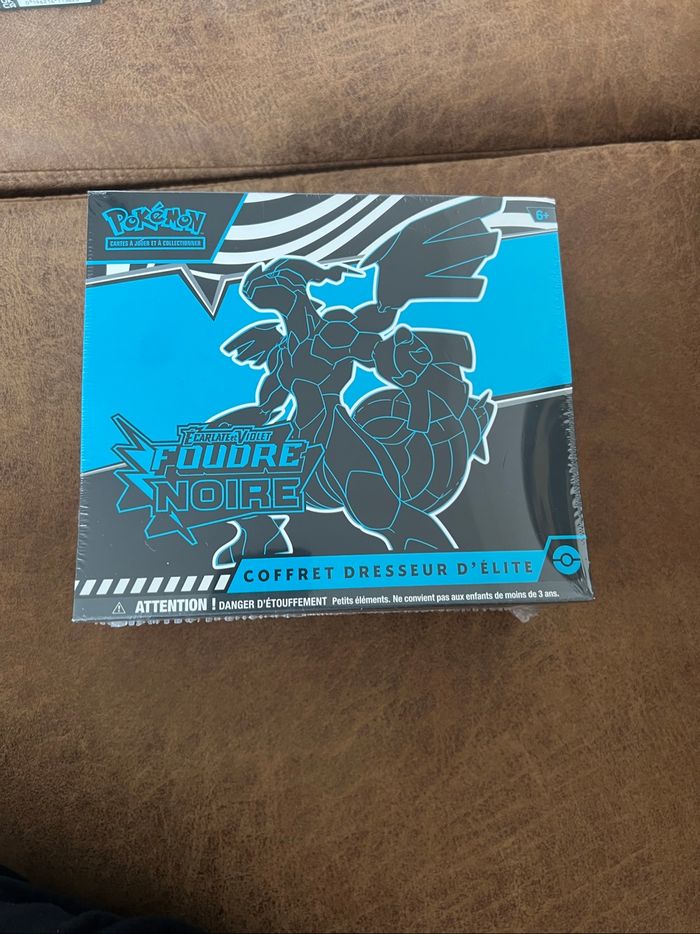 POKÉMON
CARTES À JOUER ET À COLLECTIONNER
6+
ÉCARLATE ET VIOLET
FOUDRE
NOIRE
COFFRET DRESSEUR D'ÉLITE
ATTENTION ! DANGER D'ÉTOUFFEMENT Petits éléments. Ne convient pas aux enfants de moins de 3 ans.